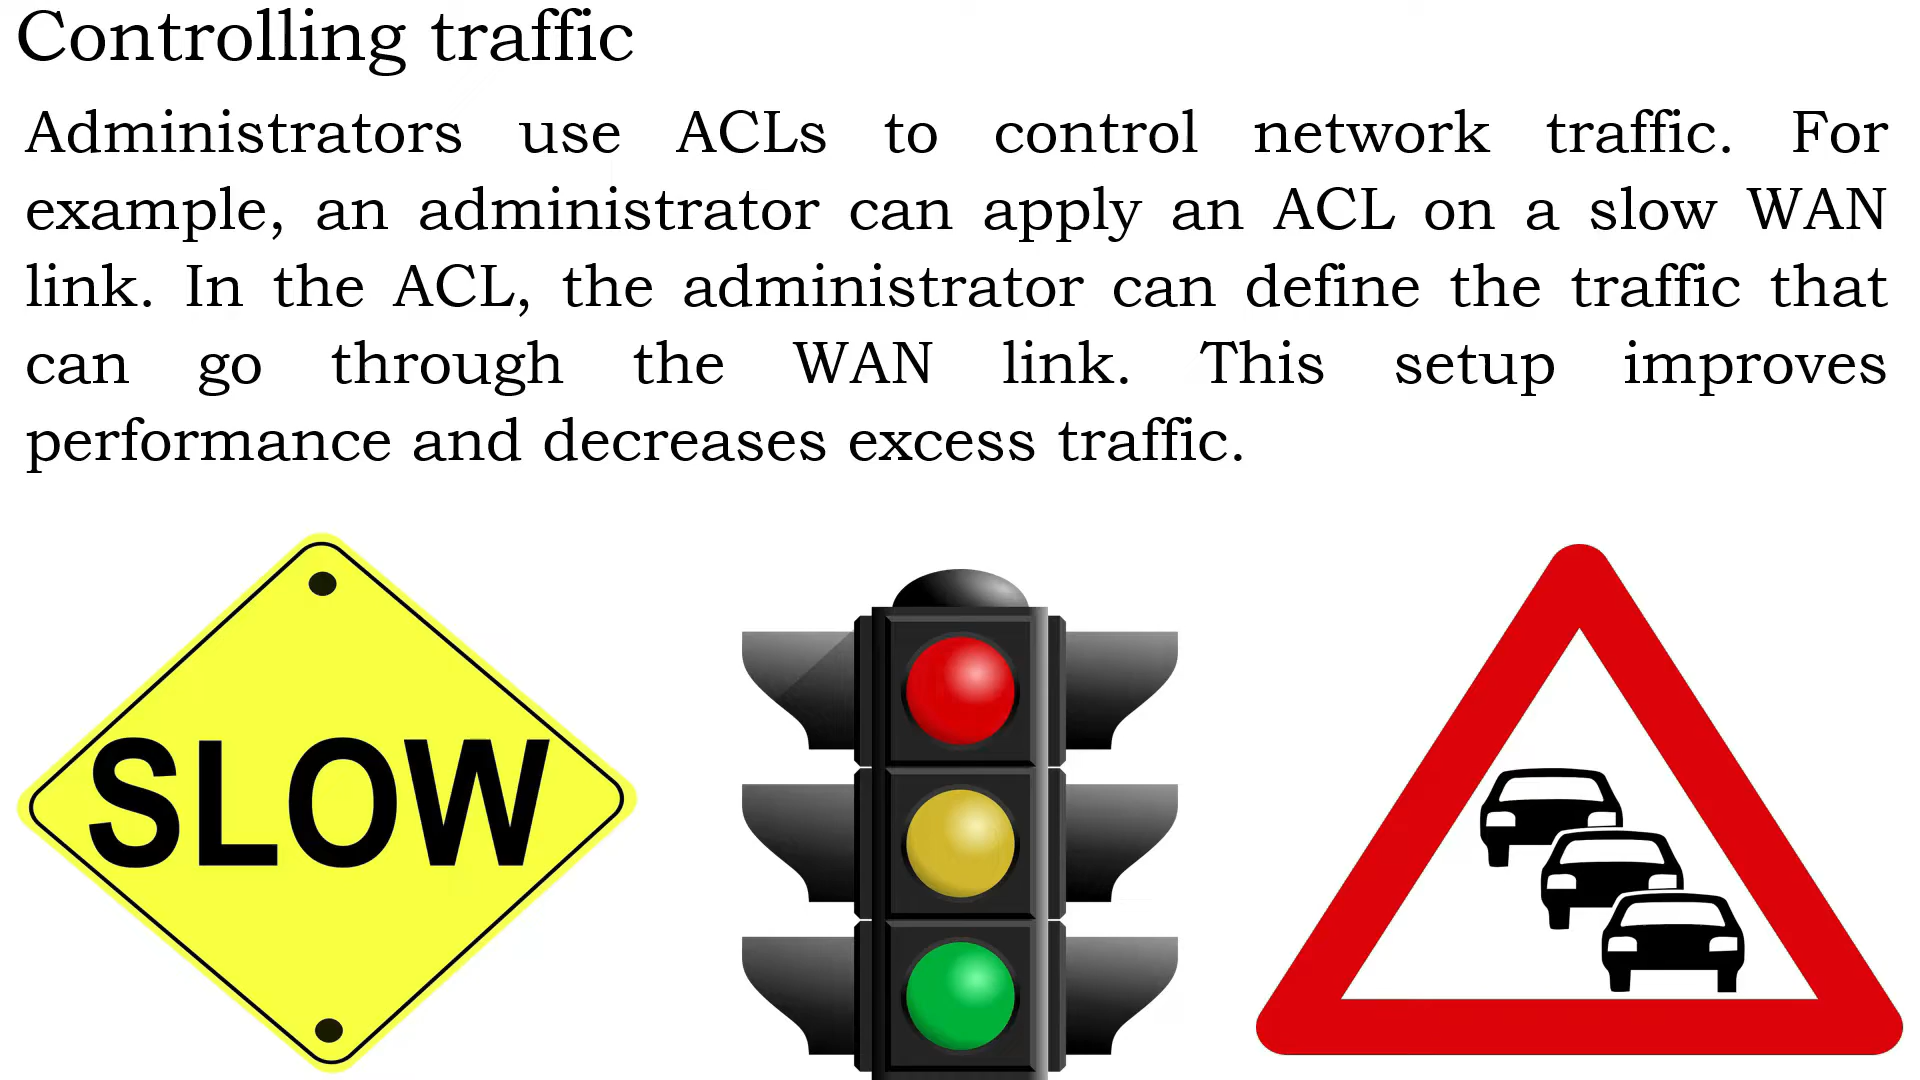 Controlling traffic
Administrators use ACLs to control network traffic. For
example, an administrator can apply an ACL on a slow WAN
link. In the ACL, the administrator can define the traffic that
can go through the WAN link. This setup improves
performance and decreases excess traffic.
SLOW